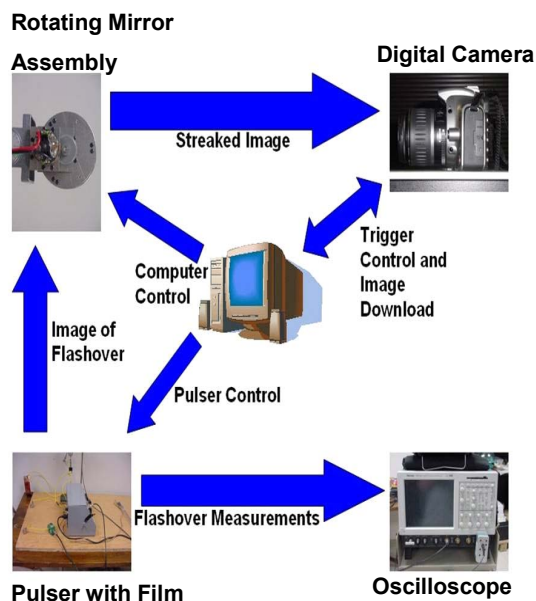 Rotating Mirror
Assembly
Digital Camera
Streaked Image
Computer
Control
Trigger
Control and
Image
Download
Image of
Flashover
Pulser Control
Flashover Measurements
Pulser with Film
Oscilloscope